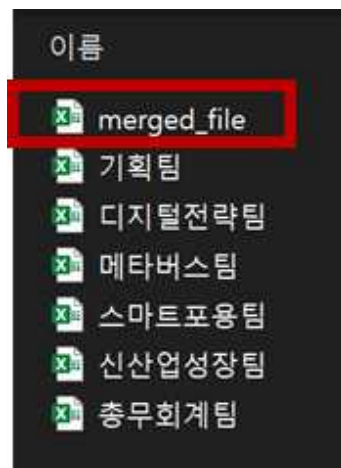 이름
merged_file
기획팀
디지털전략팀
메타버스팀
스마트포용팀
신산업성장팀
총무회계팀